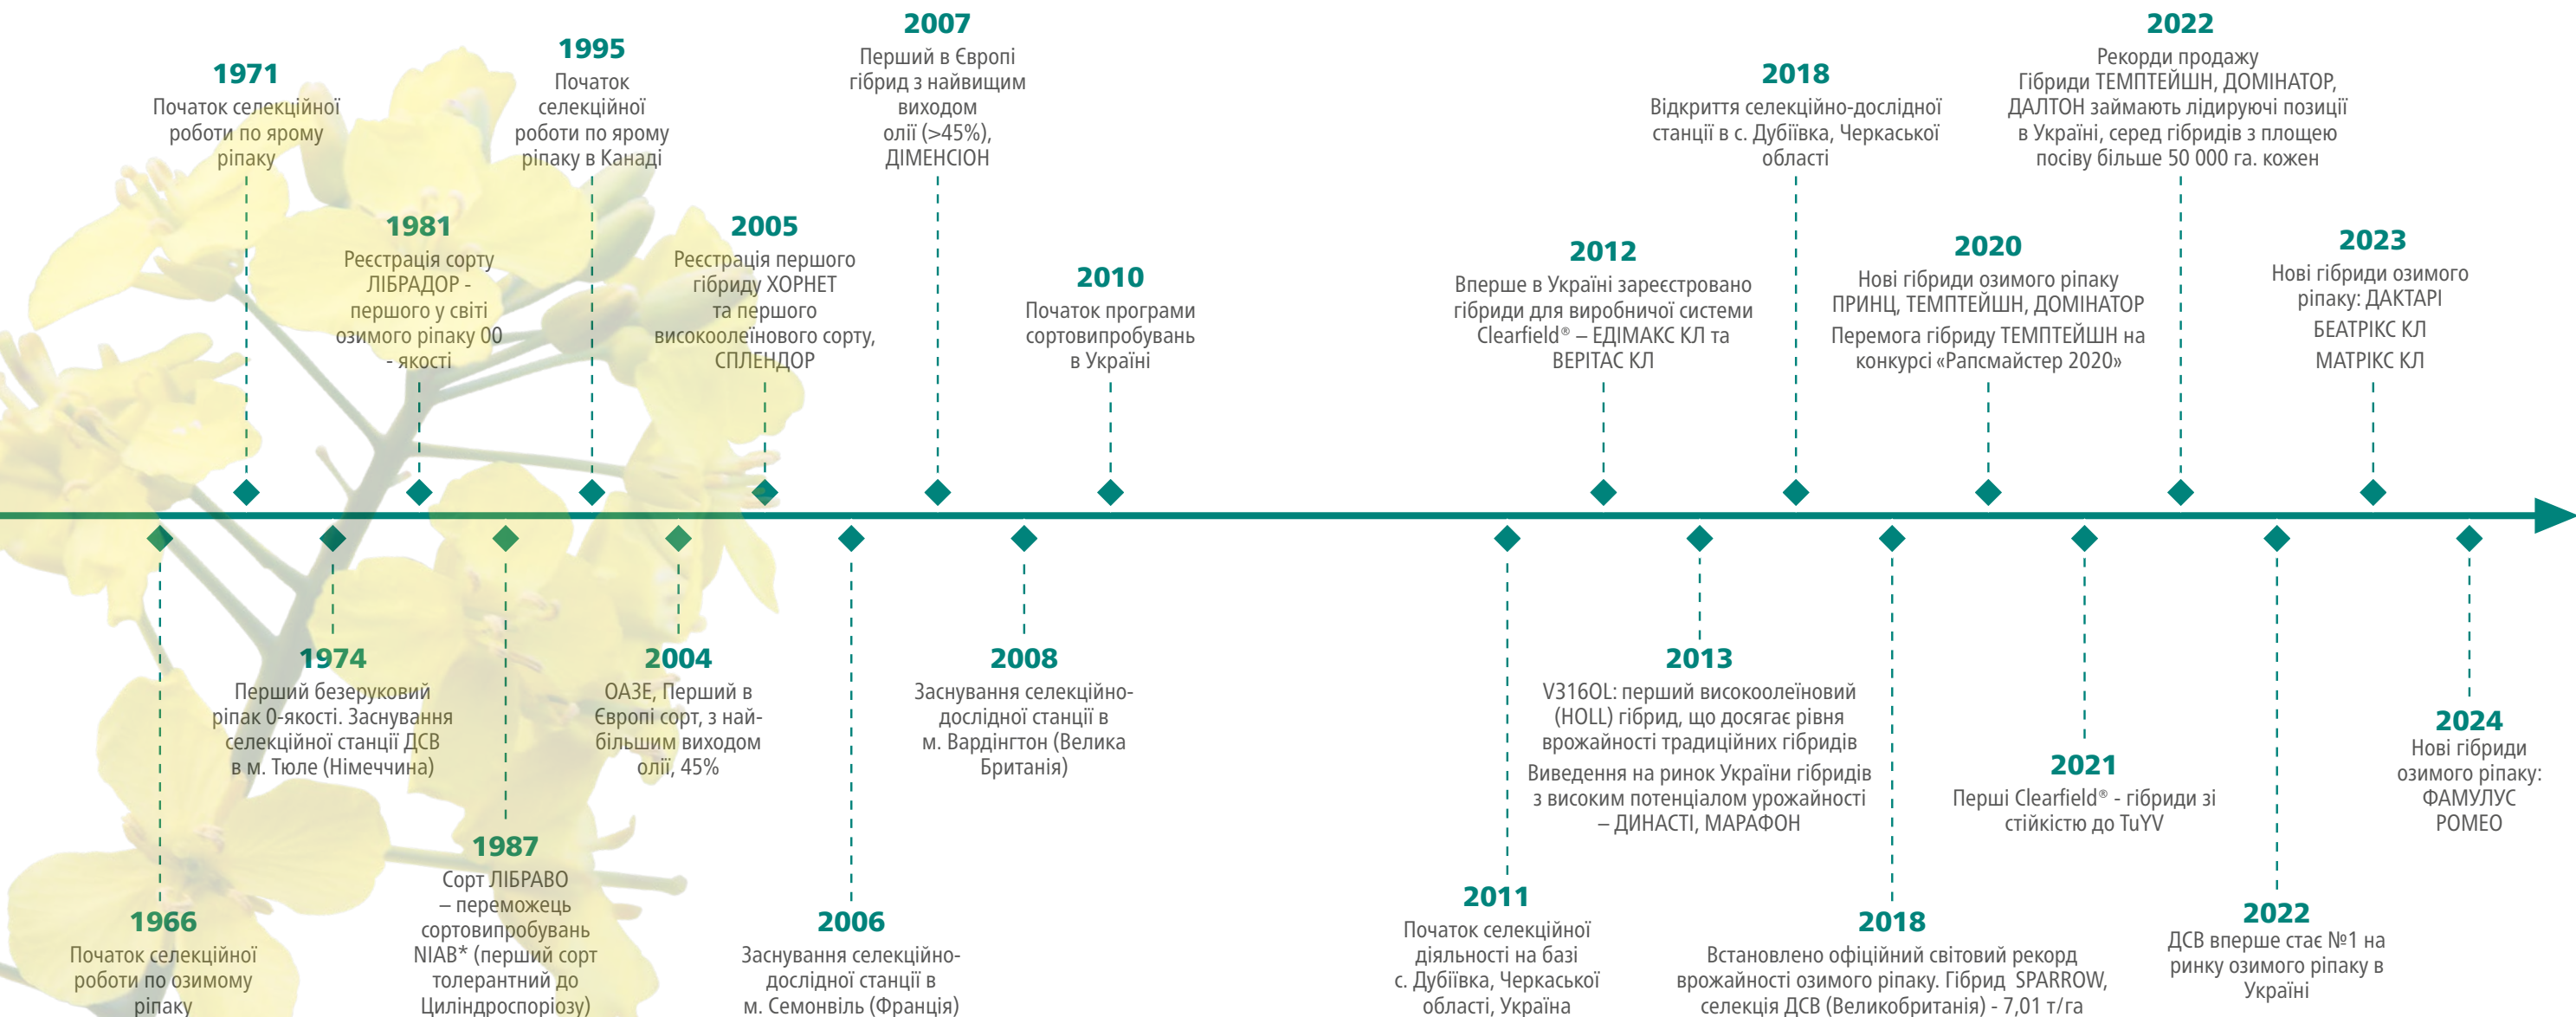 1971
Початок селекційної
роботи по ярому
ріпаку
1995
Початок
селекційної
роботи по ярому
ріпаку в Канаді
2007
Перший в Європі
гібрид з найвищим
виходом
олії (>45%),
ДІМЕНСІОН
2018
Відкриття селекційно-дослідної
станції в с. Дубіївка, Черкаської
області
2022
Рекорди продажу
Гібриди ТЕМПТЕЙШН, ДОМІНАТОР,
ДАЛТОН займають лідируючі позиції
в Україні, серед гібридів з площею
посіву більше 50 000 га. кожен
1981
Реєстрація сорту
ЛІБРАДОР -
першого у світі
озимого ріпаку 00
- якості
2005
Реєстрація першого
гібриду ХОРНЕТ
та першого
високоолеїнового сорту,
СПЛЕНДОР
2010
Початок програми
сортовипробувань
в Україні
2012
Вперше в Україні зареєстровано
гібриди для виробничої системи
Clearfield® – ЕДІМАКС КЛ та
ВЕРІТАС КЛ
2020
Нові гібриди озимого ріпаку
ПРИНЦ, ТЕМПТЕЙШН, ДОМІНАТОР
Перемога гібриду ТЕМПТЕЙШН на
конкурсі «Рапсмайстер 2020»
2023
Нові гібриди озимого
ріпаку: ДАКТАРІ
БЕАТРІКС КЛ
МАТРІКС КЛ
1974
Перший безеруковий
ріпак 0-якості. Заснування
селекційної станції ДСВ
в м. Тюле (Німеччина)
2004
ОАЗЕ, Перший в
Європі сорт, з най-
більшим виходом
олії, 45%
2008
Заснування селекційно-
дослідної станції в
м. Вардінгтон (Велика
Британія)
2013
V316OL: перший високоолеїновий
(HOLL) гібрид, що досягає рівня
врожайності традиційних гібридів
Виведення на ринок України гібридів
з високим потенціалом урожайності
– ДИНАСТІ, МАРАФОН
2021
Перші Clearfield® - гібриди зі
стійкістю до TuYV
2024
Нові гібриди
озимого ріпаку:
ФАМУЛУС
РОМЕО
1966
Початок селекційної
роботи по озимому
ріпаку
1987
Сорт ЛІБРАВО
– переможець
сортовипробувань
NIAB* (перший сорт
толерантний до
Циліндроспоріозу)
2006
Заснування селекційно-
дослідної станції в
м. Семонвіль (Франція)
2011
Початок селекційної
діяльності на базі
с. Дубіївка, Черкаської
області, Україна
2018
Встановлено офіційний світовий рекорд
врожайності озимого ріпаку. Гібрид SPARROW,
селекція ДСВ (Великобританія) - 7,01 т/га
2022
ДСВ вперше стає №1 на
ринку озимого ріпаку в
Україні